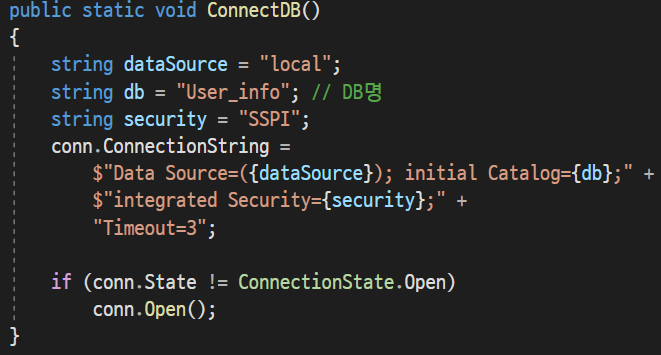 public static void ConnectDB()
{
string dataSource = "local";
string db = "User_info"; // DB명
string security = "SSPI";
conn.ConnectionString =
$"Data Source=({dataSource}); initial Catalog={db};" +
$"integrated Security={security};" +
"Timeout=3";
if (conn.State != ConnectionState.Open)
conn.Open();
}